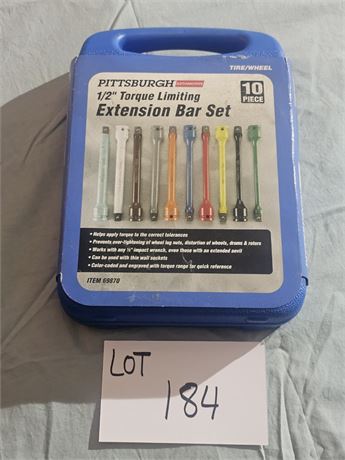 TIRE/WHEEL
PITTSBURGH AUTOMOTIVE
1/2" Torque Limiting
Extension Bar Set
10
PIECE
• Helps apply torque to the correct tolerances
• Prevents over-tightening of wheel lug nuts, distortion of wheels, drums & rotors
• Works with any ½" impact wrench, even those with an extended anvil
• Can be used with thin wall sockets
• Color-coded and engraved with torque range for quick reference
ITEM 69870
LOT
184